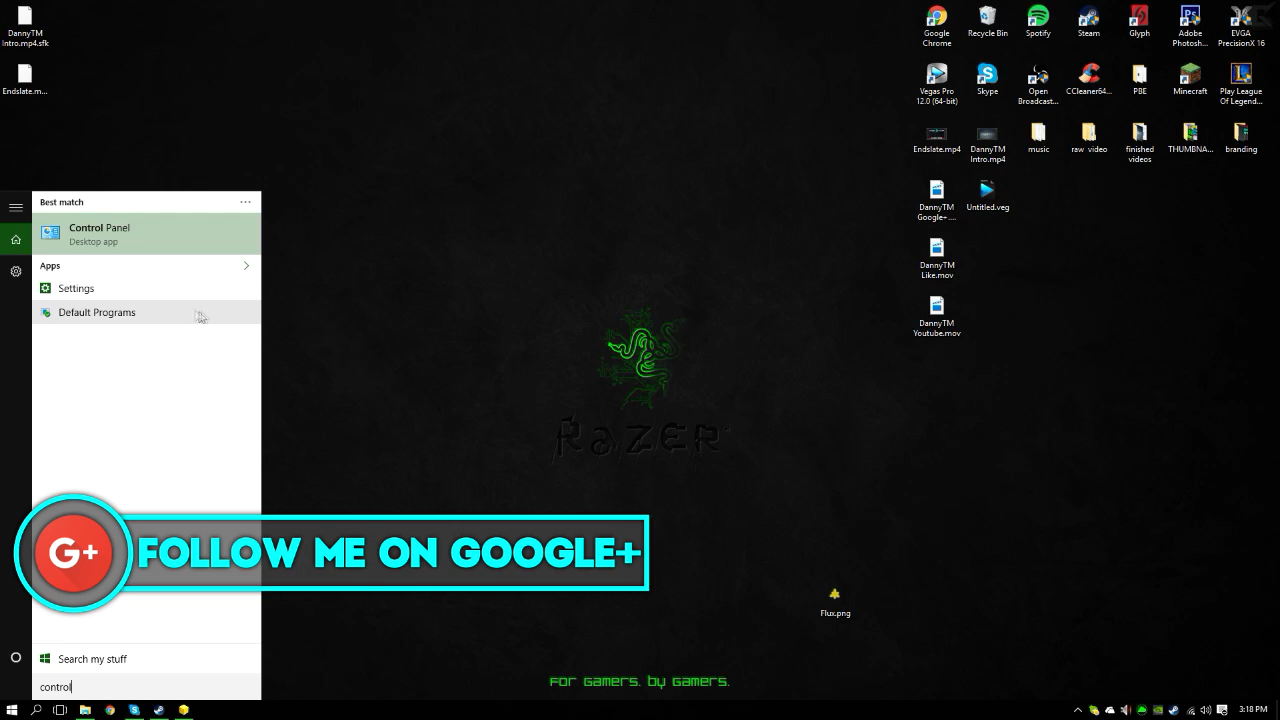 DannyTM
Intro.mp4.sfk
Endslate.m...
Google
Chrome
Recycle Bin
Spotify
Steam
Glyph
Adobe
Photosh...
EVGA
PrecisionX 16
Vegas Pro
12.0 (64-bit)
Skype
Open
Broadcast...
CCleaner64...
PBE
Minecraft
Play League
Of Legend...
Endslate.mp4
DannyTM
Intro.mp4
music
raw video
finished
videos
THUMBNA...
branding
DannyTM
Google+....
Untitled.veg
DannyTM
Like.mov
DannyTM
Youtube.mov
Best match
Control Panel
Desktop app
Apps
Settings
Default Programs
RAZER
G+
FOLLOW ME ON GOOGLE+
Flux.png
Search my stuff
control
For Gamers. By Gamers.
3:18 PM